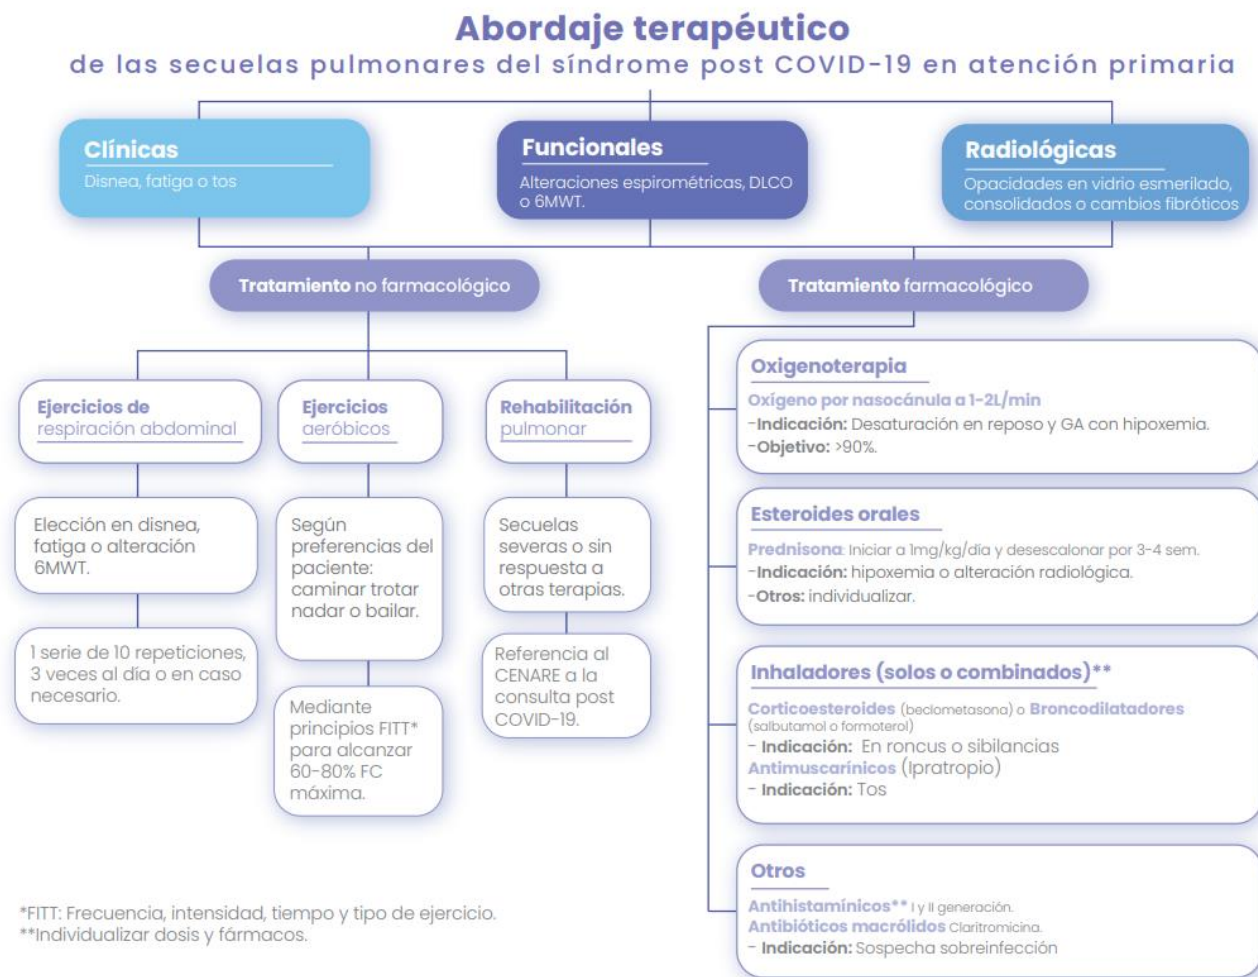 Abordaje terapéutico
de las secuelas pulmonares del síndrome post COVID-19 en atención primaria
Clínicas
Disnea, fatiga o tos
Funcionales
Alteraciones espirométricas, DLCO
o 6MWT.
Radiológicas
Opacidades en vidrio esmerilado,
consolidados o cambios fibróticos
Tratamiento no farmacológico
Ejercicios de
respiración abdominal
Elección en disnea,
fatiga o alteración
6MWT.
1 serie de 10 repeticiones,
3 veces al día o en caso
necesario.
Ejercicios
aeróbicos
Según
preferencias del
paciente:
caminar trotar
nadar o bailar.
Mediante
principios FITT*
para alcanzar
60-80% FC
máxima.
Rehabilitación
pulmonar
Secuelas
severas o sin
respuesta a
otras terapias.
Referencia al
CENARE a la
consulta post
COVID-19.
Tratamiento farmacológico
Oxigenoterapia
Oxígeno por nasocánula a 1-2L/min
-Indicación: Desaturación en reposo y GA con hipoxemia.
-Objetivo: >90%.
Esteroides orales
Prednisona: Iniciar a 1mg/kg/día y desescalonar por 3-4 sem.
-Indicación: hipoxemia o alteración radiológica.
-Otros: individualizar.
Inhaladores (solos o combinados)**
Corticoesteroides (beclometasona) o Broncodilatadores
(salbutamol o formoterol)
- Indicación: En roncus o sibilancias
Antimuscarínicos (Ipratropio)
- Indicación: Tos
Otros
Antihistamínicos** I y II generación.
Antibióticos macrólidos Claritromicina.
- Indicación: Sospecha sobreinfección
*FITT: Frecuencia, intensidad, tiempo y tipo de ejercicio.
**Individualizar dosis y fármacos.